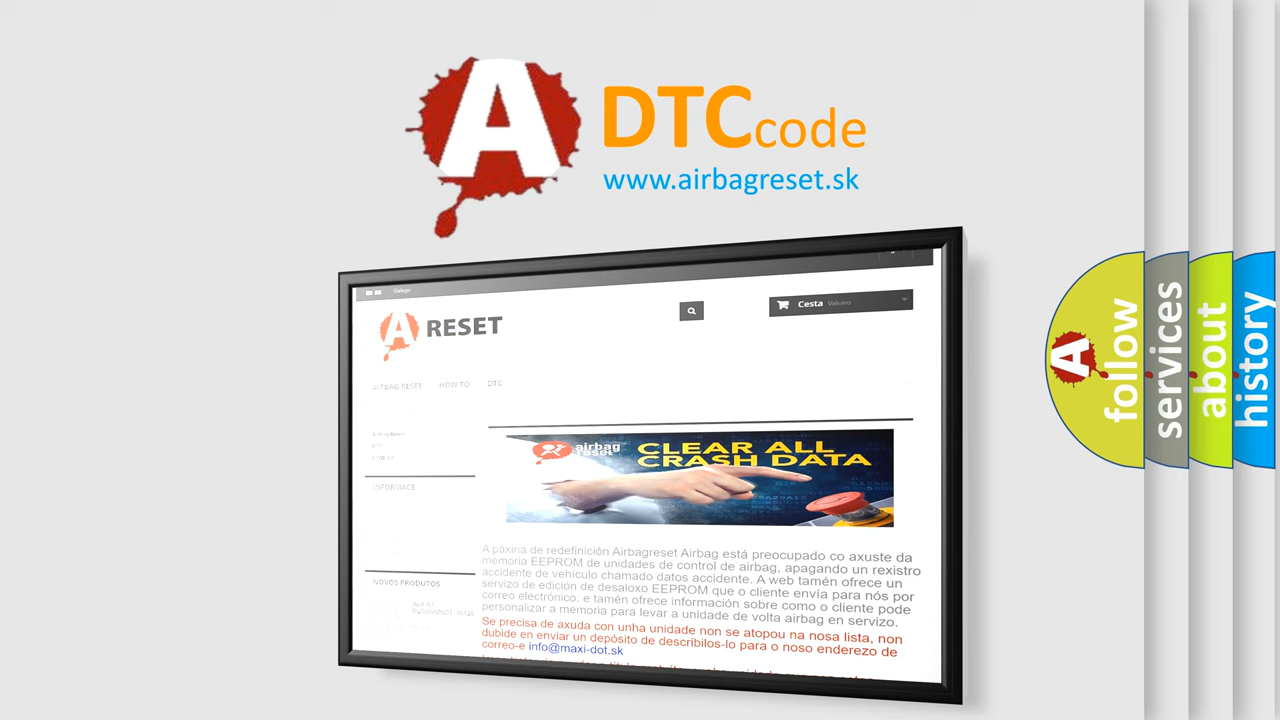 A
DTCcode
www.airbagreset.sk
Galego
A RESET
Cesta Valeiro
AIRBAG RESET HOW TO DTC
INFORMACE
NOVOS PRODUTOS
airbag
reset
CLEAR ALL
CRASH DATA
A páxina de redefinición Airbagreset Airbag está preocupado co axuste da
memoria EEPROM de unidades de control de airbag, apagando un rexistro
accidente de vehículo chamado datos accidente. A web tamén ofrece un
servizo de edición de desaloxo EEPROM que o cliente envía para nós por
correo electrónico, e tamén ofrece información sobre como o cliente pode
personalizar a memoria para levar a unidade de volta airbag en servizo.
Se precisa de axuda con unha unidade non se atopou na nosa lista, non
dubide en enviar un depósito de describilos-lo para o noso enderezo de
correo-e info@maxi-dot.sk
A
follow
services
about
history